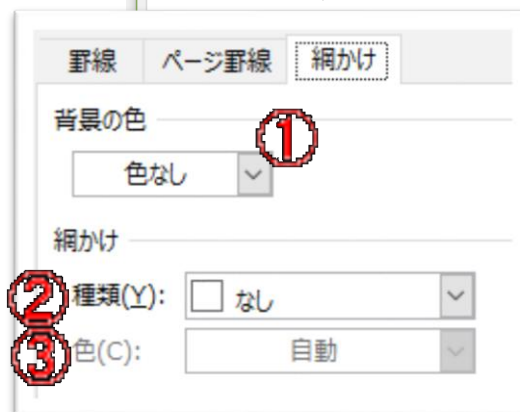 罫線 ページ罫線 網かけ
背景の色
①
色なし
網かけ
② 種類(Y): なし
③ 色(C): 自動